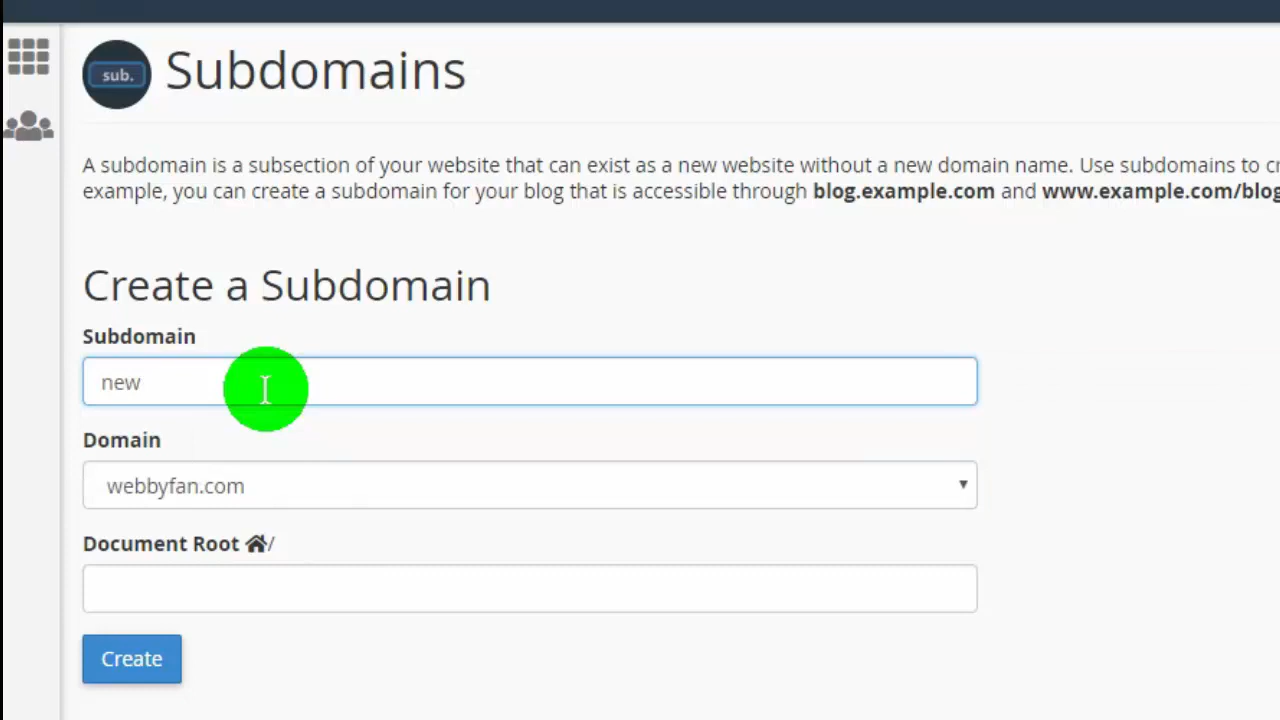 sub.
Subdomains
A subdomain is a subsection of your website that can exist as a new website without a new domain name. Use subdomains to
example, you can create a subdomain for your blog that is accessible through blog.example.com and www.example.com/blog
Create a Subdomain
Subdomain
new
Domain
webbyfan.com
Document Root /
Create